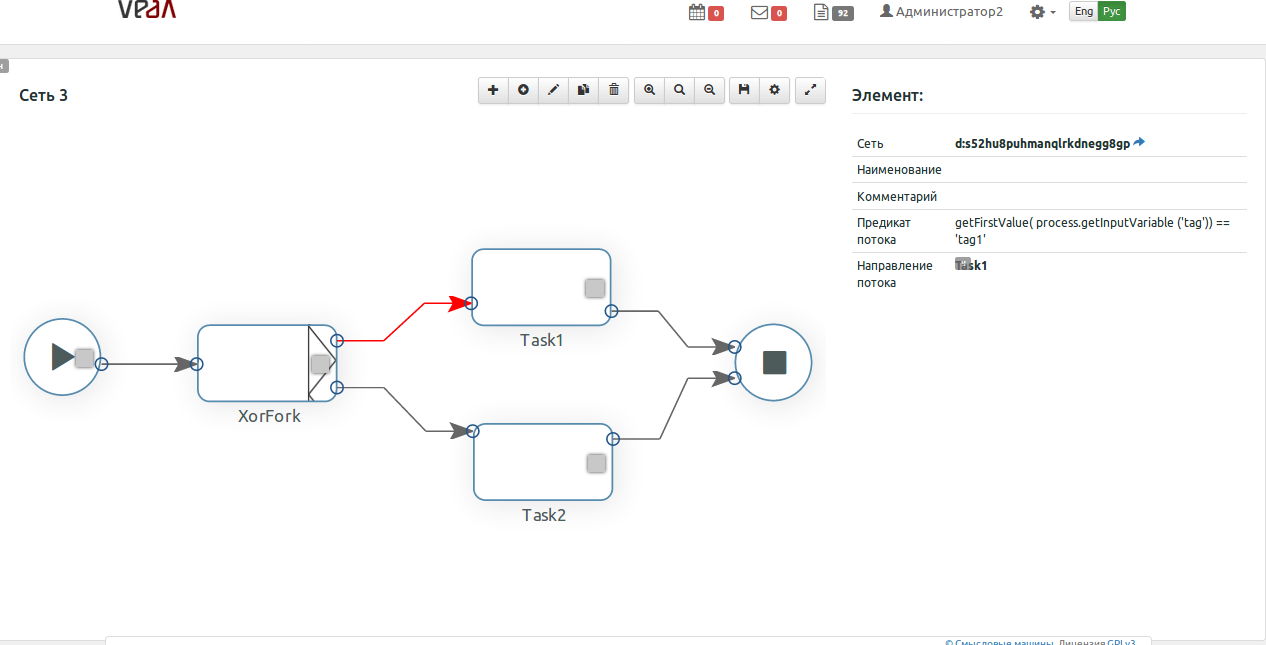 0
0
92
Администратор2
Eng
Рус
Сеть 3
Элемент:
Сеть
d:s52hu8puhmanqlrkdnegg8gp
Наименование
Комментарий
Предикат
потока
getFirstValue( process.getInputVariable ('tag')) ==
'tag1'
Направление
потока
Task1
Task1
XorFork
Task2
© Смысловые машины. Лицензия GPLv3